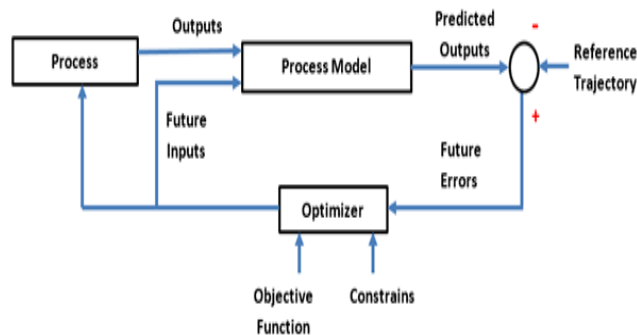 Outputs
Predicted
Outputs
-
Process
Process Model
Reference
Trajectory
+
Future
Inputs
Future
Errors
Optimizer
Objective
Function
Constrains